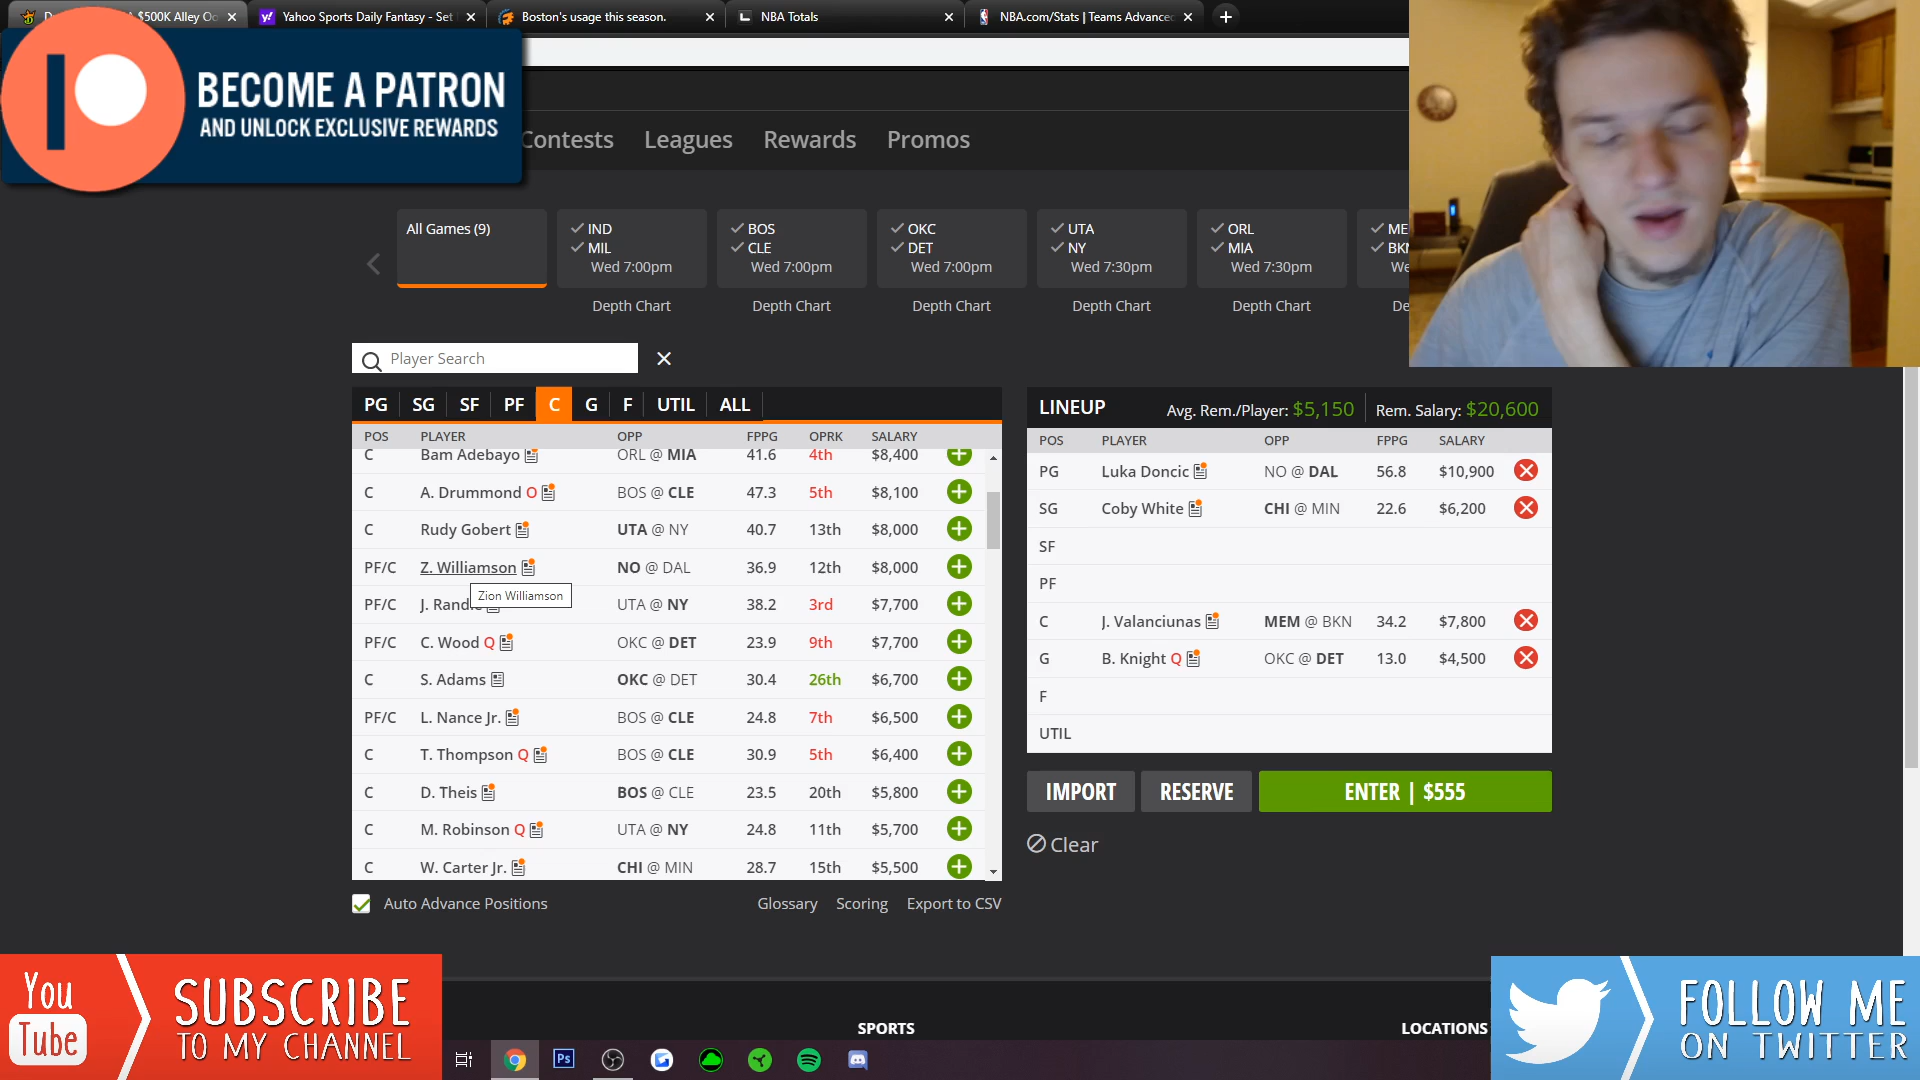 $500K Alley Oo
Yahoo Sports Daily Fantasy - Set
Boston's usage this season.
NBA Totals
NBA.com/Stats | Teams Advanced
BECOME A PATRON
AND UNLOCK EXCLUSIVE REWARDS
Contests Leagues Rewards Promos
All Games (9)
IND
MIL
Wed 7:00pm
Depth Chart
BOS
CLE
Wed 7:00pm
Depth Chart
OKC
DET
Wed 7:00pm
Depth Chart
UTA
NY
Wed 7:30pm
Depth Chart
ORL
MIA
Wed 7:30pm
Depth Chart
ME
BK
We
De
Player Search
PG SG SF PF C G F UTIL ALL
POS PLAYER OPP FPPG OPRK SALARY
C Bam Adebayo ORL @ MIA 41.6 4th $8,400
C A. Drummond O BOS @ CLE 47.3 5th $8,100
C Rudy Gobert UTA @ NY 40.7 13th $8,000
PF/C Z. Williamson NO @ DAL 36.9 12th $8,000
Zion Williamson
PF/C J. Rand UTA @ NY 38.2 3rd $7,700
PF/C C. Wood Q OKC @ DET 23.9 9th $7,700
C S. Adams OKC @ DET 30.4 26th $6,700
PF/C L. Nance Jr. BOS @ CLE 24.8 7th $6,500
C T. Thompson Q BOS @ CLE 30.9 5th $6,400
C D. Theis BOS @ CLE 23.5 20th $5,800
C M. Robinson Q UTA @ NY 24.8 11th $5,700
C W. Carter Jr. CHI @ MIN 28.7 15th $5,500
Auto Advance Positions
Glossary Scoring Export to CSV
LINEUP Avg. Rem./Player: $5,150 Rem. Salary: $20,600
POS PLAYER OPP FPPG SALARY
PG Luka Doncic NO @ DAL 56.8 $10,900
SG Coby White CHI @ MIN 22.6 $6,200
SF
PF
C J. Valanciunas MEM @ BKN 34.2 $7,800
G B. Knight Q OKC @ DET 13.0 $4,500
F
UTIL
IMPORT RESERVE ENTER | $555
Clear
SPORTS
LOCATIONS
You
Tube
SUBSCRIBE
TO MY CHANNEL
Ps
FOLLOW ME
ON TWITTER